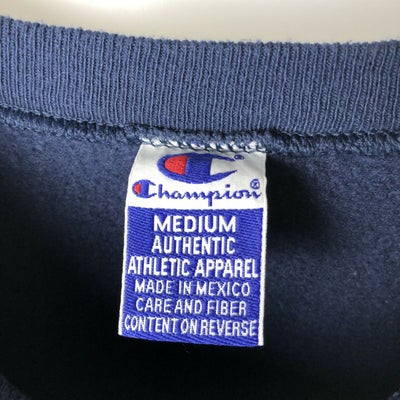 Champion®
MEDIUM
AUTHENTIC
ATHLETIC APPAREL
MADE IN MEXICO
CARE AND FIBER
CONTENT ON REVERSE